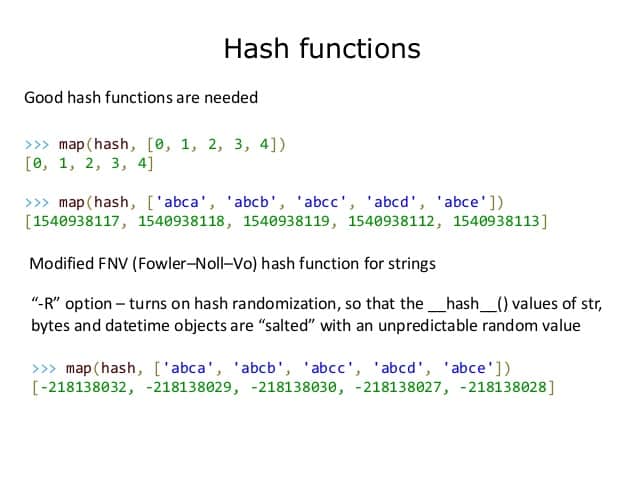 Hash functions
Good hash functions are needed
>>> map(hash, [0, 1, 2, 3, 4])
[0, 1, 2, 3, 4]
>>> map(hash, ['abca', 'abcb', 'abcc', 'abcd', 'abce'])
[1540938117, 1540938118, 1540938119, 1540938112, 1540938113]
Modified FNV (Fowler–Noll–Vo) hash function for strings
“-R” option – turns on hash randomization, so that the __hash__() values of str,
bytes and datetime objects are “salted” with an unpredictable random value
>>> map(hash, ['abca', 'abcb', 'abcc', 'abcd', 'abce'])
[-218138032, -218138029, -218138030, -218138027, -218138028]